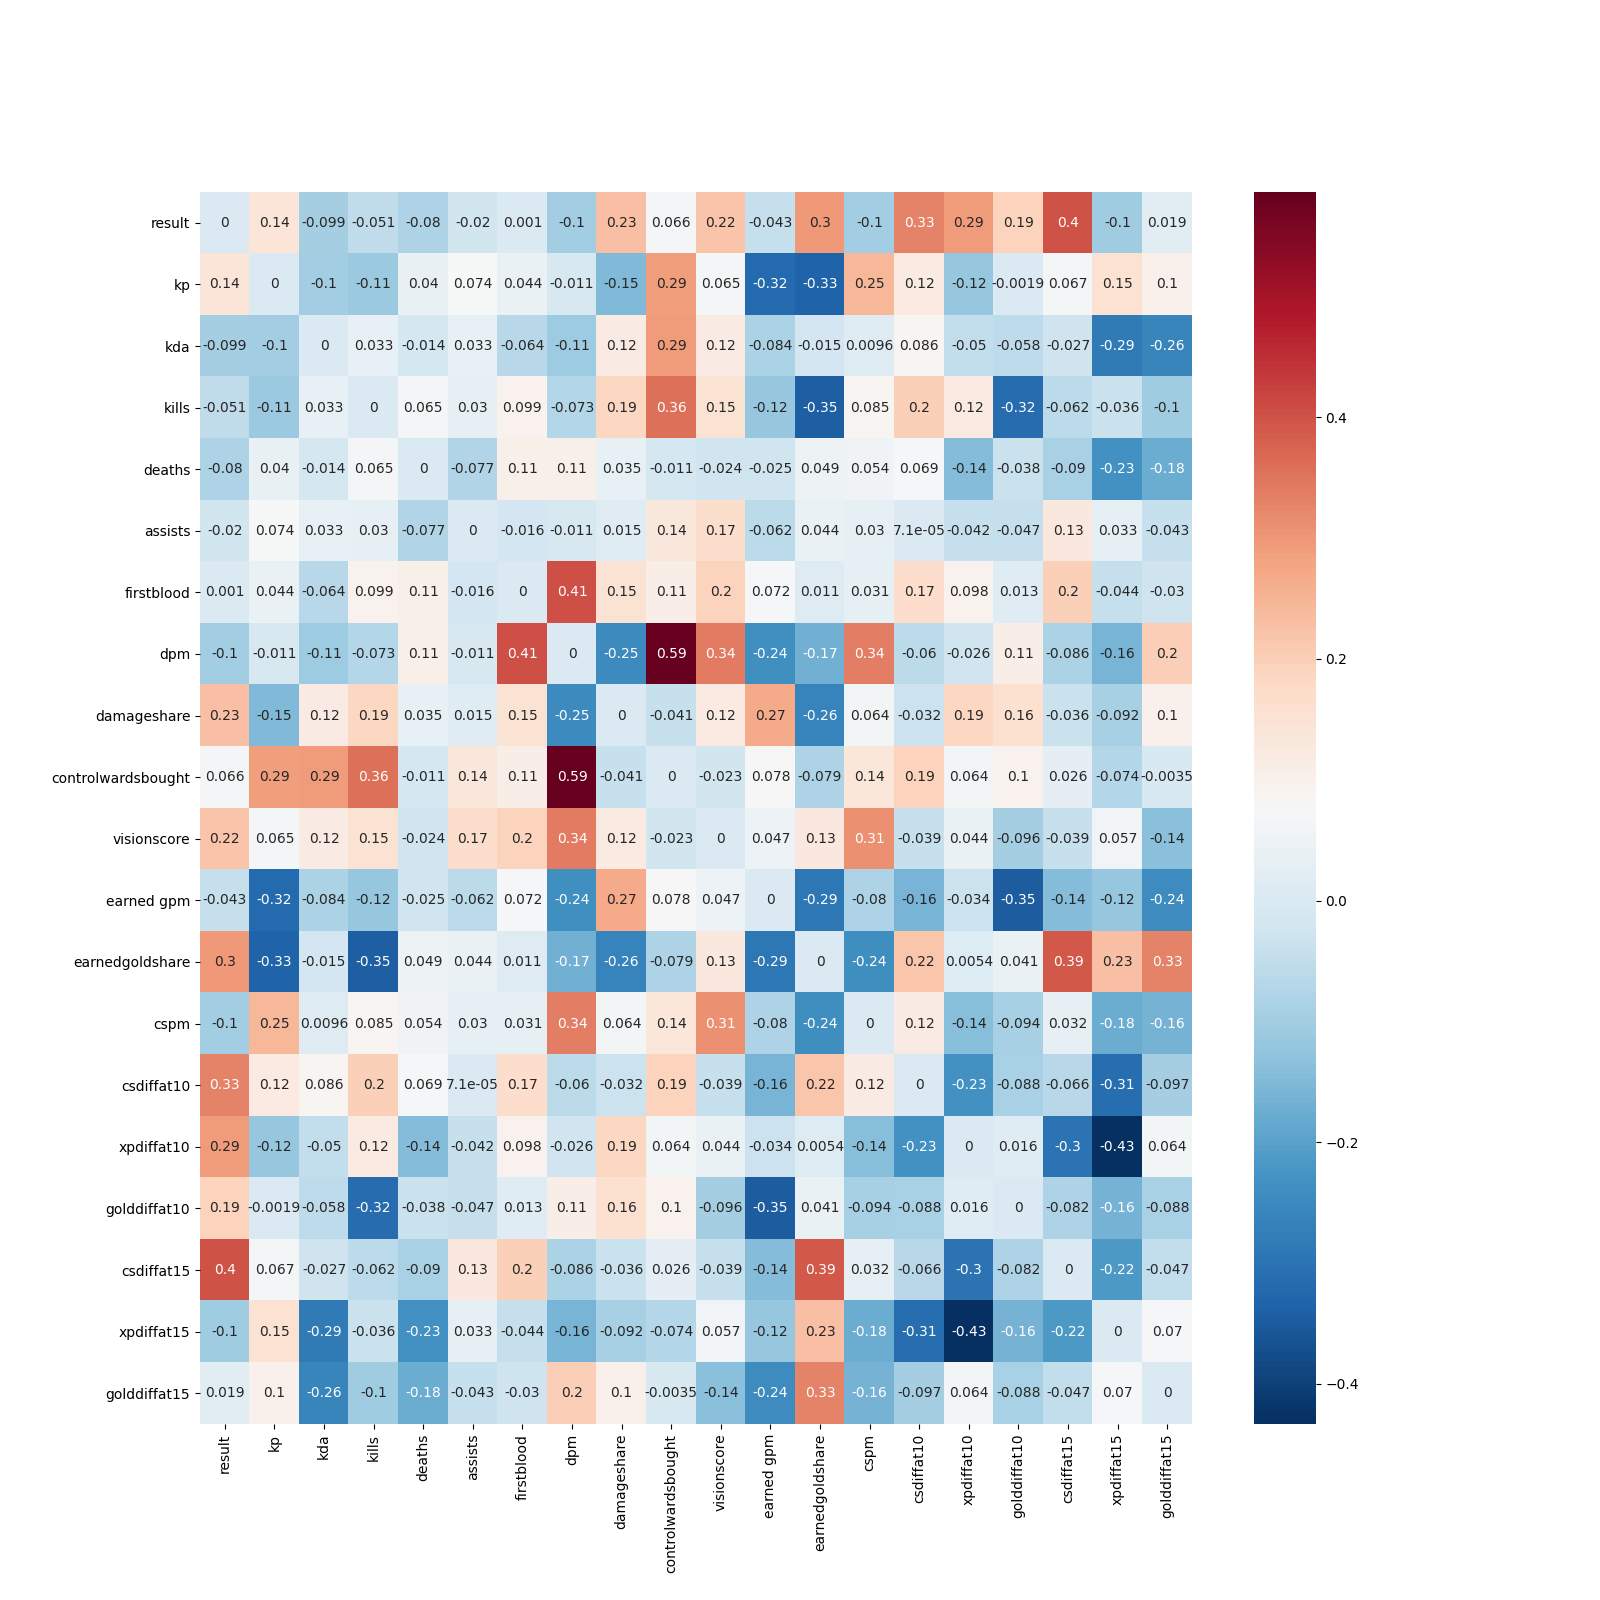 result 0 0.14 -0.099 -0.051 -0.08 -0.02 0.001 -0.1 0.23 0.066 0.22 -0.043 0.3 -0.1 0.33 0.29 0.19 0.4 -0.1 0.019
kp 0.14 0 -0.1 -0.11 0.04 0.074 0.044 -0.011 -0.15 0.29 0.065 -0.32 -0.33 0.25 0.12 -0.12 -0.0019 0.067 0.15 0.1
kda -0.099 -0.1 0 0.033 -0.014 0.033 -0.064 -0.11 0.12 0.29 0.12 -0.084 -0.015 0.0096 0.086 -0.05 -0.058 -0.027 -0.29 -0.26
kills -0.051 -0.11 0.033 0 0.065 0.03 0.099 -0.073 0.19 0.36 0.15 -0.12 -0.35 0.085 0.2 0.12 -0.32 -0.062 -0.036 -0.1
0.4
deaths -0.08 0.04 -0.014 0.065 0 -0.077 0.11 0.11 0.035 -0.011 -0.024 -0.025 0.049 0.054 0.069 -0.14 -0.038 -0.09 -0.23 -0.18
assists -0.02 0.074 0.033 0.03 -0.077 0 -0.016 -0.011 0.015 0.14 0.17 -0.062 0.044 0.03 7.1e-05 -0.042 -0.047 0.13 0.033 -0.043
firstblood 0.001 0.044 -0.064 0.099 0.11 -0.016 0 0.41 0.15 0.11 0.2 0.072 0.011 0.031 0.17 0.098 0.013 0.2 -0.044 -0.03
dpm -0.1 -0.011 -0.11 -0.073 0.11 -0.011 0.41 0 -0.25 0.59 0.34 -0.24 -0.17 0.34 -0.06 -0.026 0.11 -0.086 -0.16 0.2
0.2
damageshare 0.23 -0.15 0.12 0.19 0.035 0.015 0.15 -0.25 0 -0.041 0.12 0.27 -0.26 0.064 -0.032 0.19 0.16 -0.036 -0.092 0.1
controlwardsbought 0.066 0.29 0.29 0.36 -0.011 0.14 0.11 0.59 -0.041 0 -0.023 0.078 -0.079 0.14 0.19 0.064 0.1 0.026 -0.074 -0.0035
visionscore 0.22 0.065 0.12 0.15 -0.024 0.17 0.2 0.34 0.12 -0.023 0 0.047 0.13 0.31 -0.039 0.044 -0.096 -0.039 0.057 -0.14
earned gpm -0.043 -0.32 -0.084 -0.12 -0.025 -0.062 0.072 -0.24 0.27 0.078 0.047 0 -0.29 -0.08 -0.16 -0.034 -0.35 -0.14 -0.12 -0.24
0.0
earnedgoldshare 0.3 -0.33 -0.015 -0.35 0.049 0.044 0.011 -0.17 -0.26 -0.079 0.13 -0.29 0 -0.24 0.22 0.0054 0.041 0.39 0.23 0.33
cspm -0.1 0.25 0.0096 0.085 0.054 0.03 0.031 0.34 0.064 0.14 0.31 -0.08 -0.24 0 0.12 -0.14 -0.094 0.032 -0.18 -0.16
csdiffat10 0.33 0.12 0.086 0.2 0.069 7.1e-05 0.17 -0.06 -0.032 0.19 -0.039 -0.16 0.22 0.12 0 -0.23 -0.088 -0.066 -0.31 -0.097
xpdiffat10 0.29 -0.12 -0.05 0.12 -0.14 -0.042 0.098 -0.026 0.19 0.064 0.044 -0.034 0.0054 -0.14 -0.23 0 0.016 -0.3 -0.43 0.064
−0.2
golddiffat10 0.19 -0.0019 -0.058 -0.32 -0.038 -0.047 0.013 0.11 0.16 0.1 -0.096 -0.35 0.041 -0.094 -0.088 0.016 0 -0.082 -0.16 -0.088
csdiffat15 0.4 0.067 -0.027 -0.062 -0.09 0.13 0.2 -0.086 -0.036 0.026 -0.039 -0.14 0.39 0.032 -0.066 -0.3 -0.082 0 -0.22 -0.047
xpdiffat15 -0.1 0.15 -0.29 -0.036 -0.23 0.033 -0.044 -0.16 -0.092 -0.074 0.057 -0.12 0.23 -0.18 -0.31 -0.43 -0.16 -0.22 0 0.07
−0.4
golddiffat15 0.019 0.1 -0.26 -0.1 -0.18 -0.043 -0.03 0.2 0.1 -0.0035 -0.14 -0.24 0.33 -0.16 -0.097 0.064 -0.088 -0.047 0.07 0
result
kp
kda
kills
deaths
assists
firstblood
dpm
damageshare
controlwardsbought
visionscore
earned gpm
earnedgoldshare
cspm
csdiffat10
xpdiffat10
golddiffat10
csdiffat15
xpdiffat15
golddiffat15